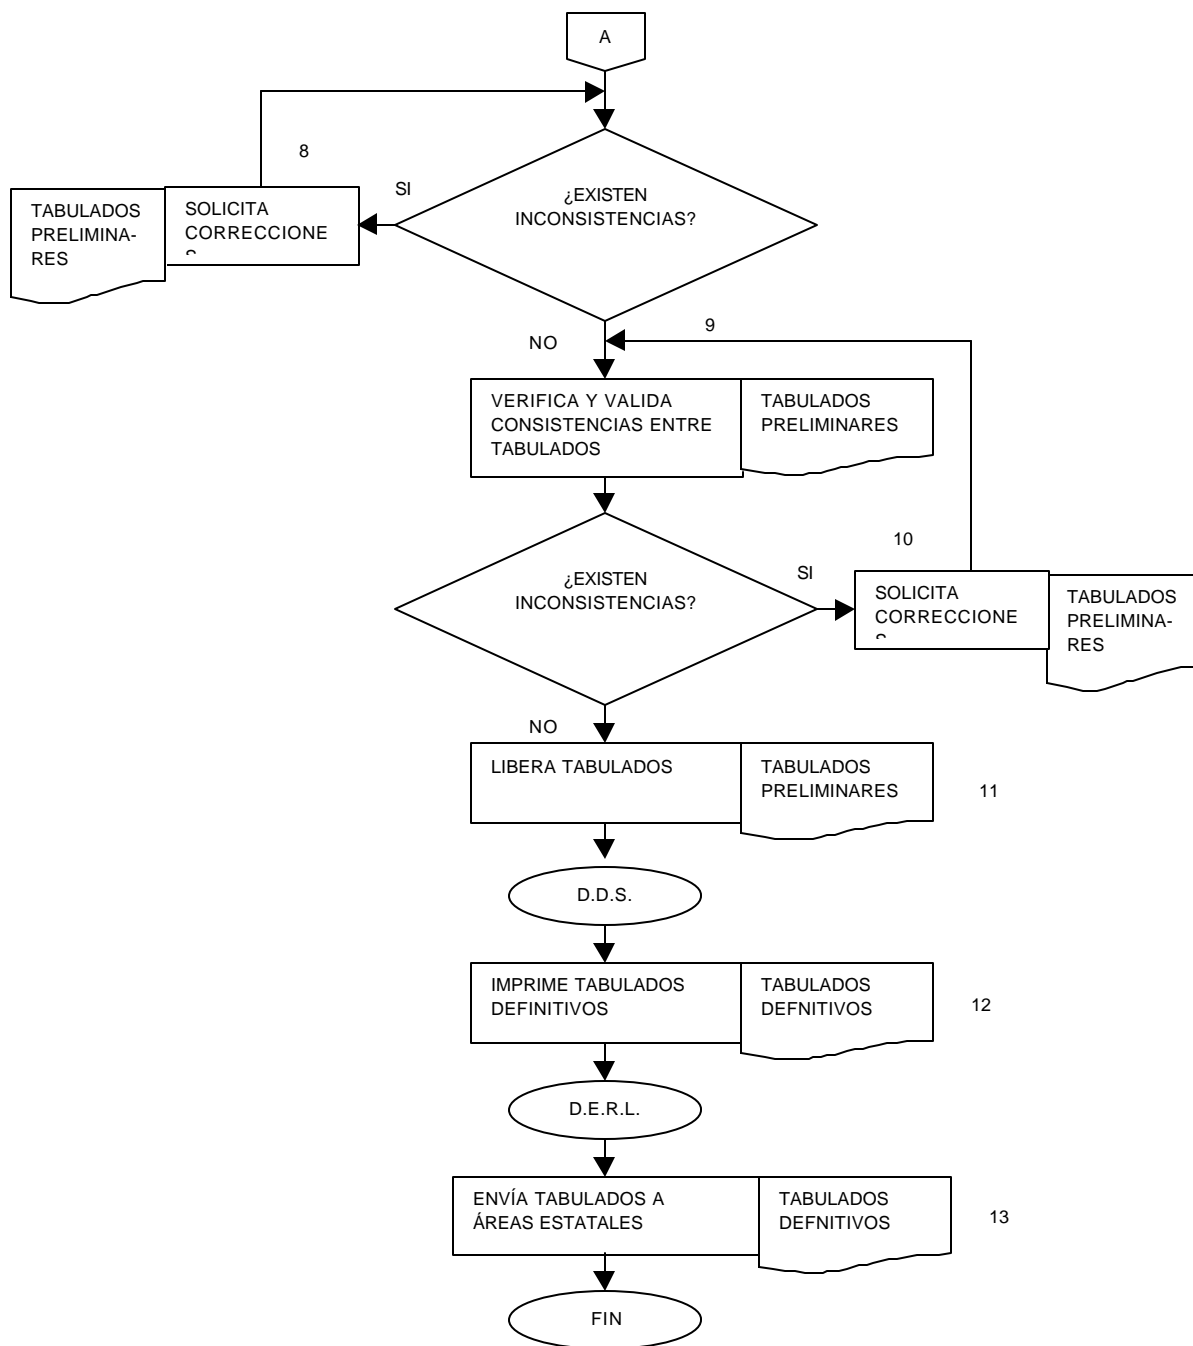 A
8
SI
¿EXISTEN
INCONSISTENCIAS?
TABULADOS
PRELIMINA-
RES
SOLICITA
CORRECCIONE
NO
9
VERIFICA Y VALIDA
CONSISTENCIAS ENTRE
TABULADOS
TABULADOS
PRELIMINARES
¿EXISTEN
INCONSISTENCIAS?
SI
10
SOLICITA
CORRECCIONE
TABULADOS
PRELIMINA-
RES
NO
LIBERA TABULADOS
TABULADOS
PRELIMINARES
11
D.D.S.
IMPRIME TABULADOS
DEFINITIVOS
TABULADOS
DEFNITIVOS
12
D.E.R.L.
ENVÍA TABULADOS A
ÁREAS ESTATALES
TABULADOS
DEFNITIVOS
13
FIN